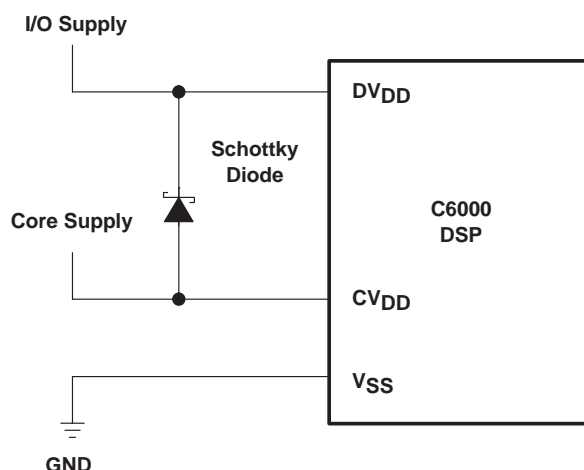 I/O Supply
DVDD
Schottky
Diode
C6000
DSP
Core Supply
CVDD
VSS
GND